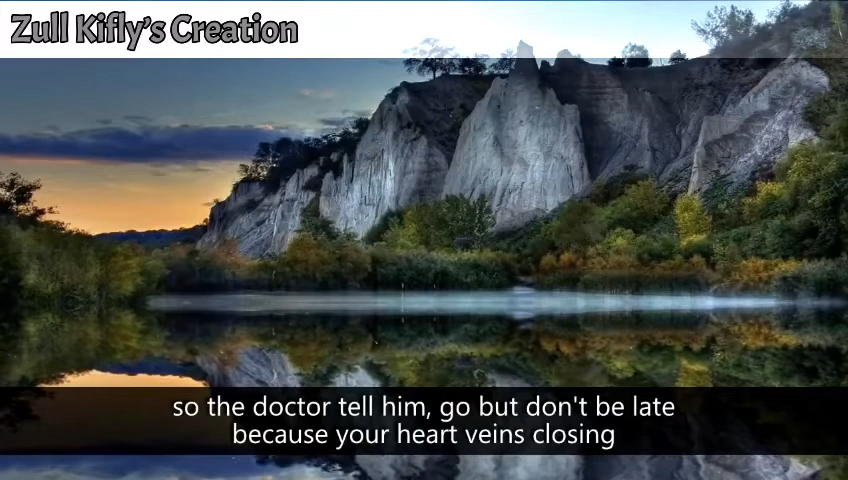 Zull Kifly's Creation
so the doctor tell him, go but don't be late
because your heart veins closing